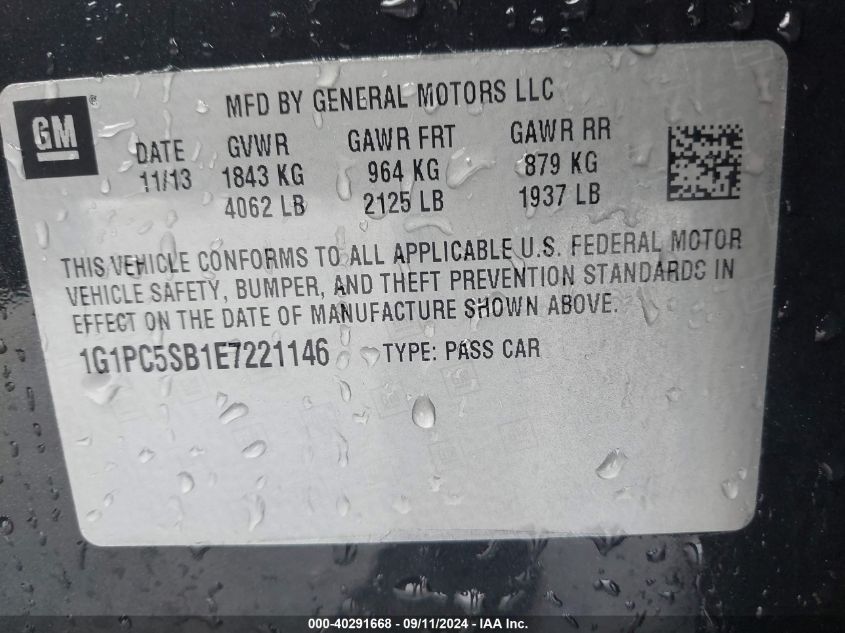 GM ®
MFD BY GENERAL MOTORS LLC
DATE GVWR GAWR FRT GAWR RR
11/13 1843 KG 964 KG 879 KG
4062 LB 2125 LB 1937 LB
THIS VEHICLE CONFORMS TO ALL APPLICABLE U.S. FEDERAL MOTOR
VEHICLE SAFETY, BUMPER, AND THEFT PREVENTION STANDARDS IN
EFFECT ON THE DATE OF MANUFACTURE SHOWN ABOVE.
1G1PC5SB1E7221146 TYPE: PASS CAR
000-40291668 - 09/11/2024 - IAA Inc.